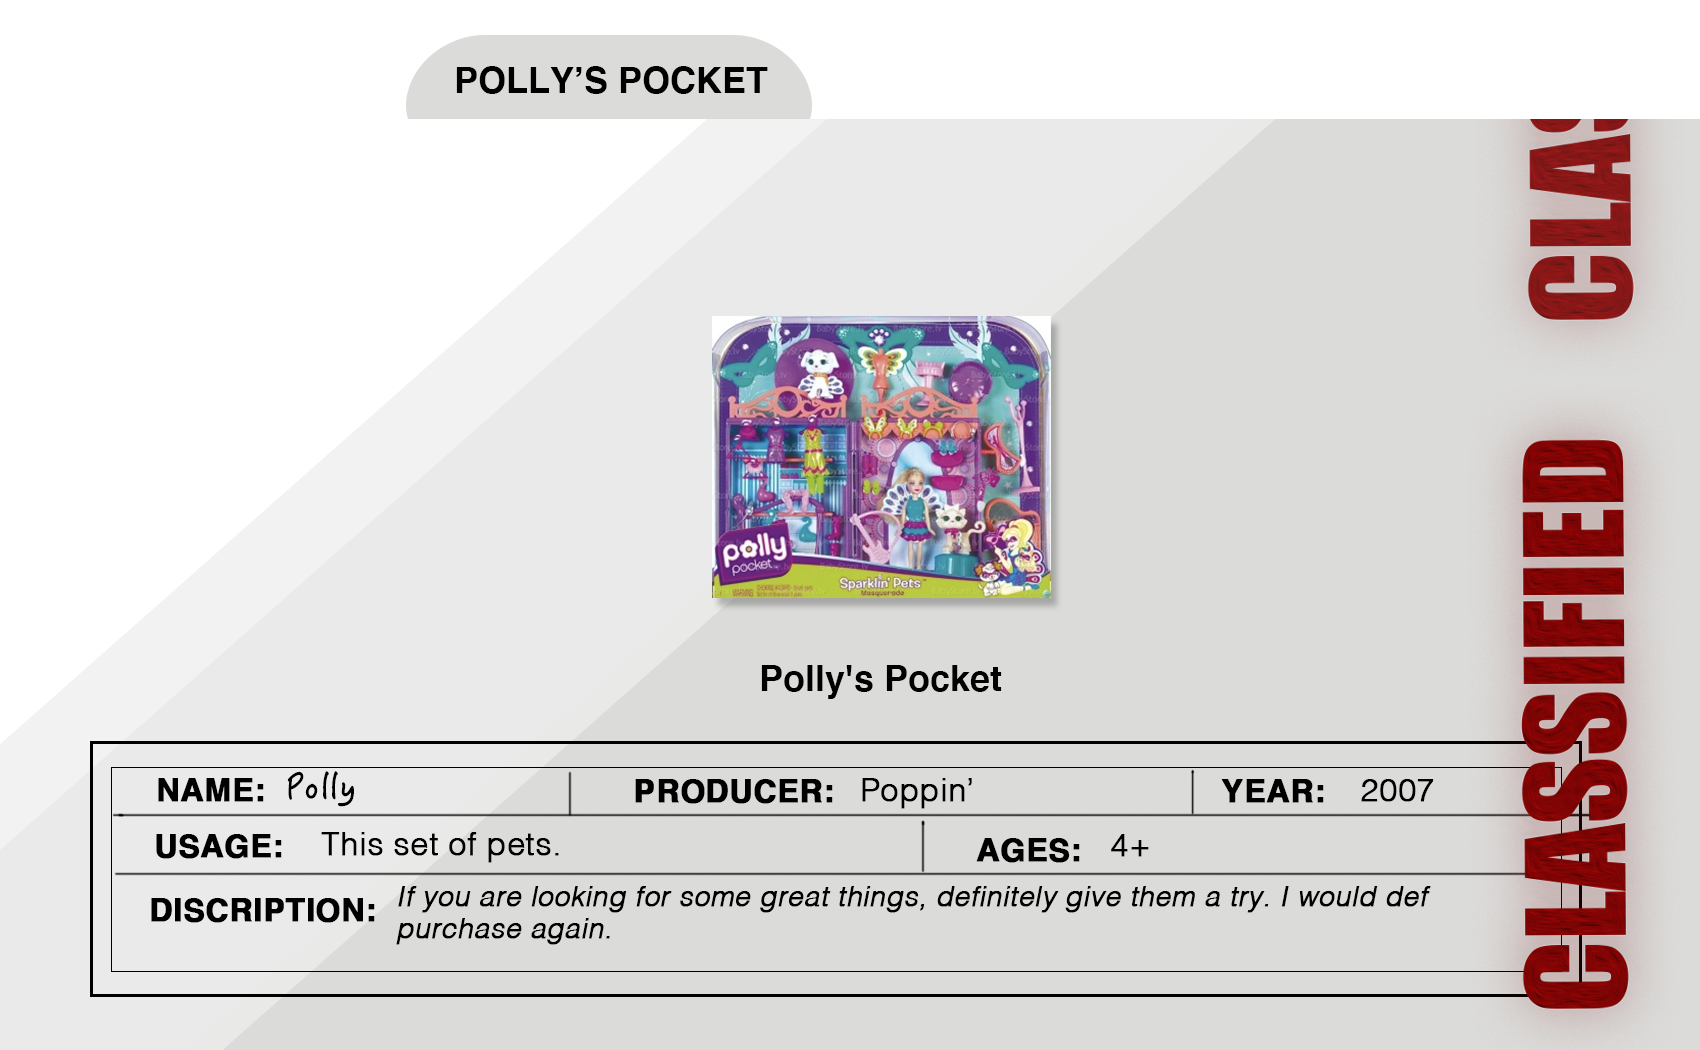 POLLY’S POCKET
CLAS
polly
pocket
Sparklin' Pets
Masquerade
Polly's Pocket
CLASSIFIED
NAME: Polly PRODUCER: Poppin’ YEAR: 2007
USAGE: This set of pets. AGES: 4+
DISCRIPTION: If you are looking for some great things, definitely give them a try. I would def
purchase again.